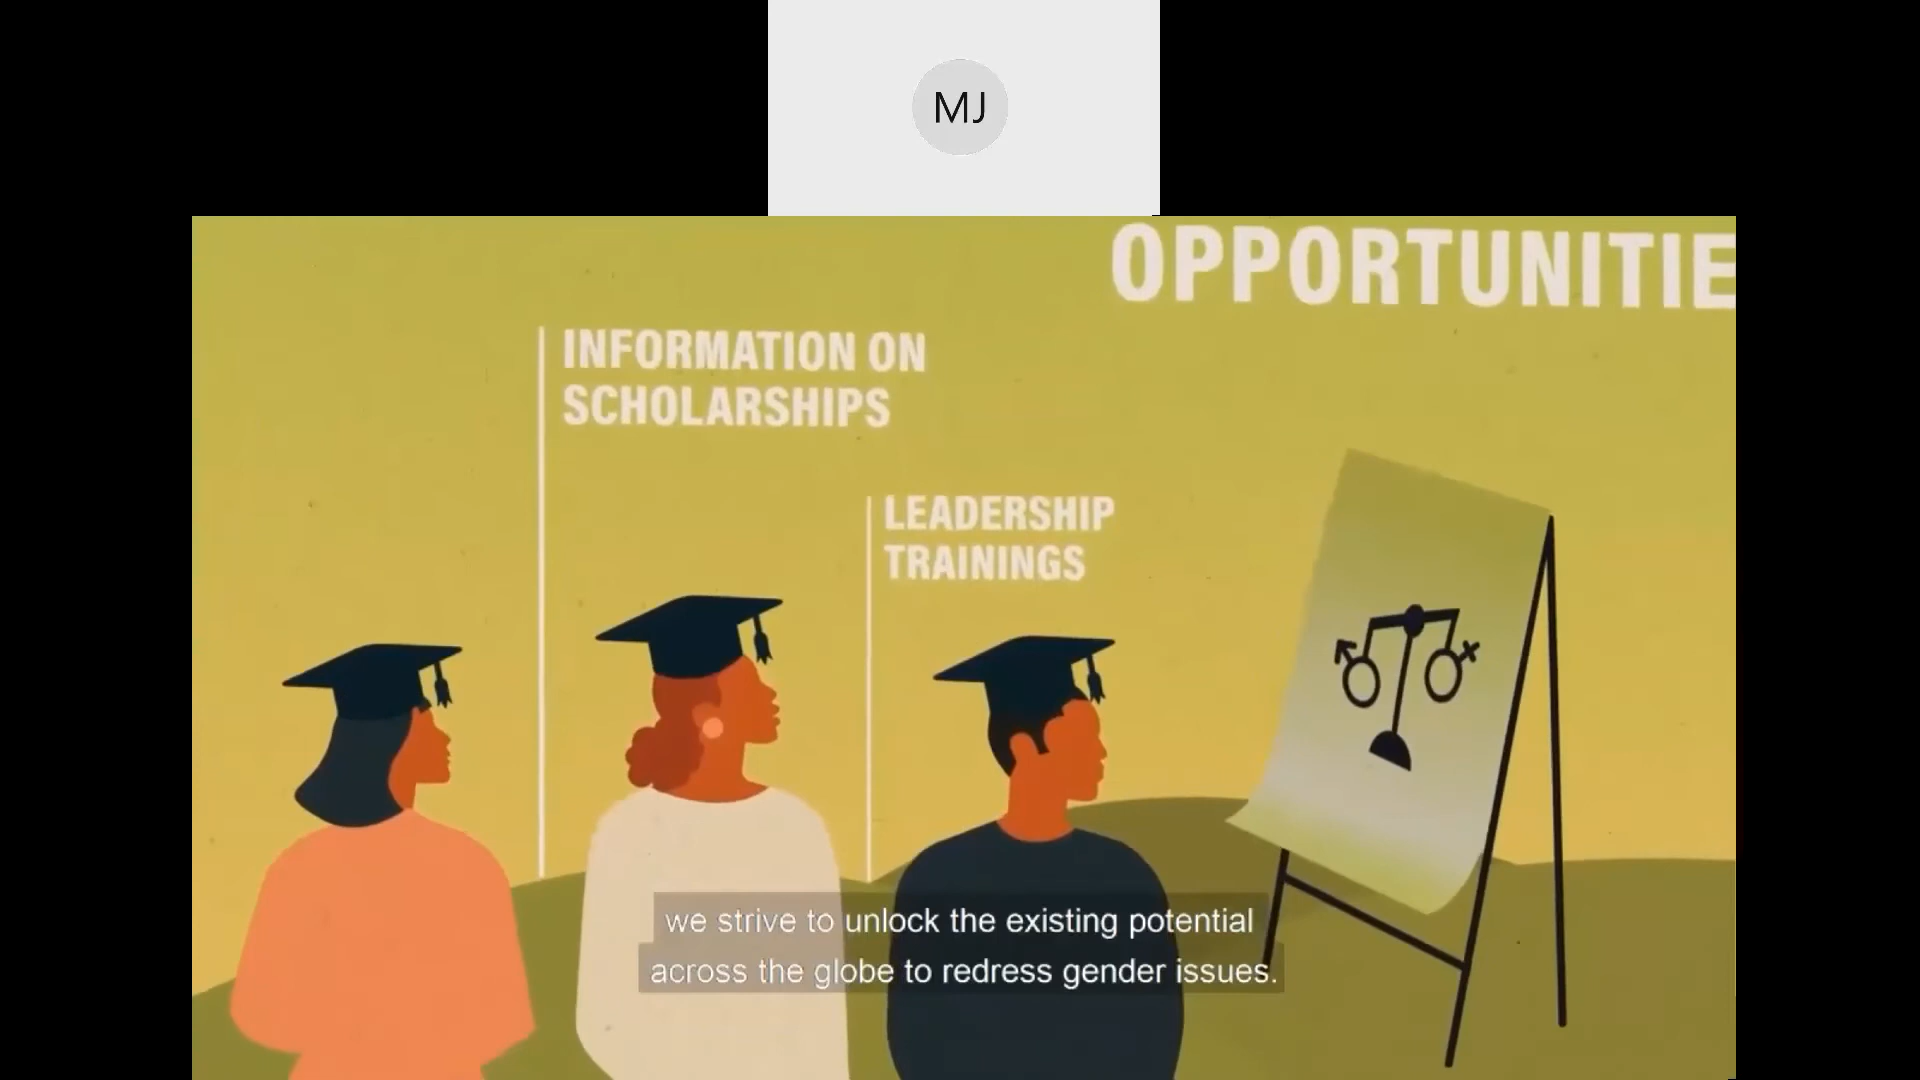 MJ
OPPORTUNITIE
INFORMATION ON
SCHOLARSHIPS
LEADERSHIP
TRAININGS
we strive to unlock the existing potential
across the globe to redress gender issues.